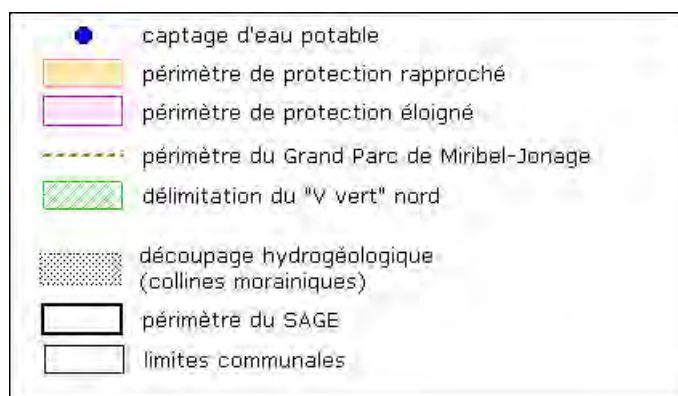 captage d'eau potable
périmètre de protection rapproché
périmètre de protection éloigné
périmètre du Grand Parc de Miribel-Jonage
délimitation du "V vert" nord
découpage hydrogéologique
(collines morainiques)
périmètre du SAGE
limites communales